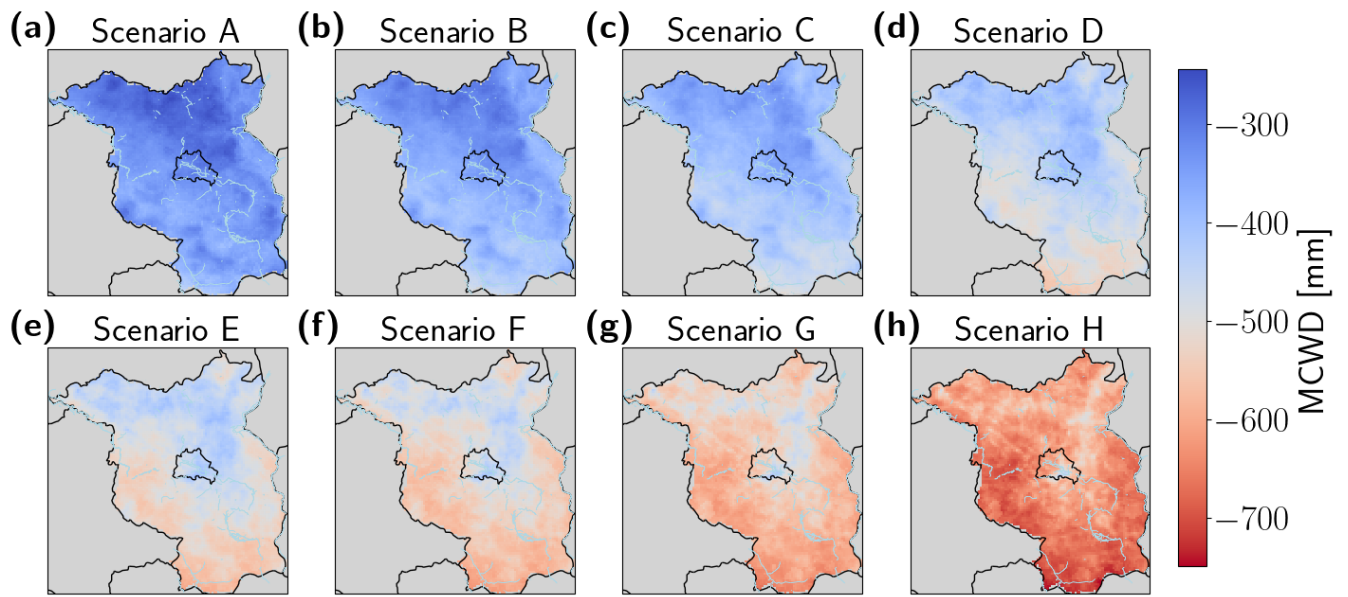 (a) Scenario A
(b) Scenario B
(c) Scenario C
(d) Scenario D
(e) Scenario E
(f) Scenario F
(g) Scenario G
(h) Scenario H
−300
−400
−500
−600
−700
MCWD [mm]